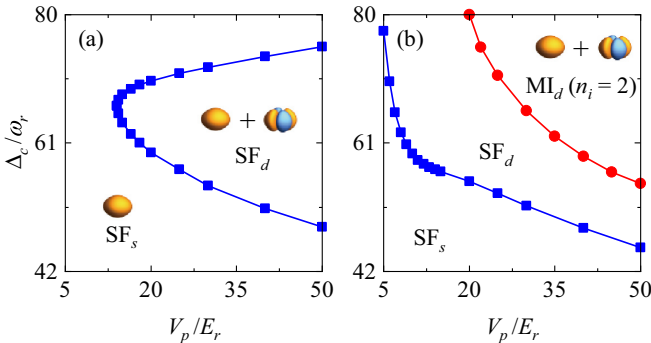 80
(a)
61
42
Δc/ωr
+
SFd
SFs
5
20
35
50
Vp/Er
80
(b)
+
MId (ni = 2)
61
SFd
SFs
42
5
20
35
50
Vp/Er